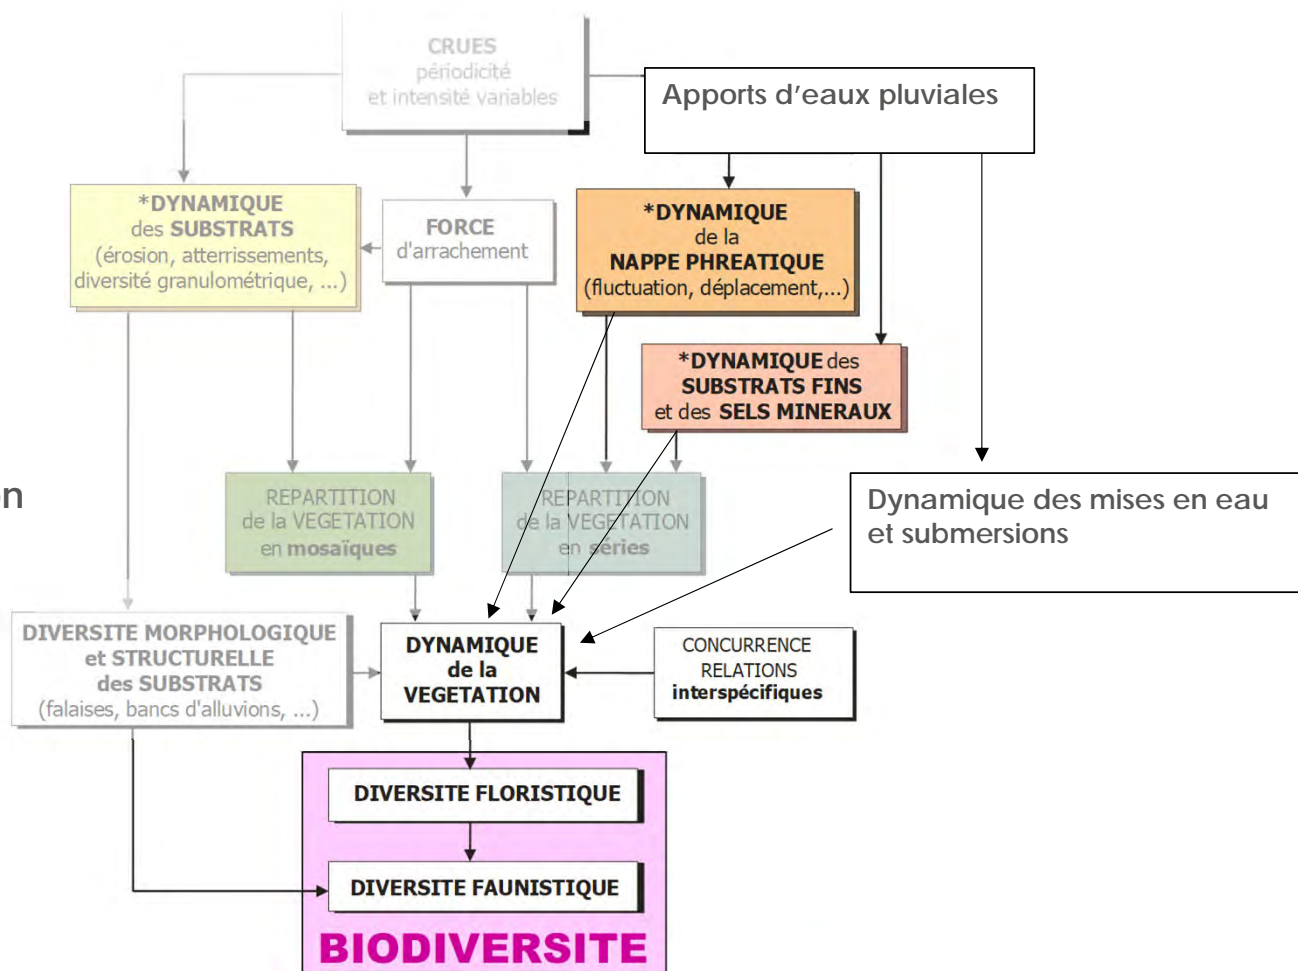 CRUES
périodicité
et intensité variables
Apports d'eaux pluviales
*DYNAMIQUE
des SUBSTRATS
(érosion, atterrissements,
diversité granulométrique, ...)
FORCE
d'arrachement
*DYNAMIQUE
de la
NAPPE PHREATIQUE
(fluctuation, déplacement,...)
*DYNAMIQUE des
SUBSTRATS FINS
et des SELS MINERAUX
REPARTITION
de la VEGETATION
en mosaïques
REPARTITION
de la VEGETATION
en séries
Dynamique des mises en eau
et submersions
DIVERSITE MORPHOLOGIQUE
et STRUCTURELLE
des SUBSTRATS
(falaises, bancs d'alluvions, ...)
DYNAMIQUE
de la
VEGETATION
CONCURRENCE
RELATIONS
interspécifiques
DIVERSITE FLORISTIQUE
DIVERSITE FAUNISTIQUE
BIODIVERSITE